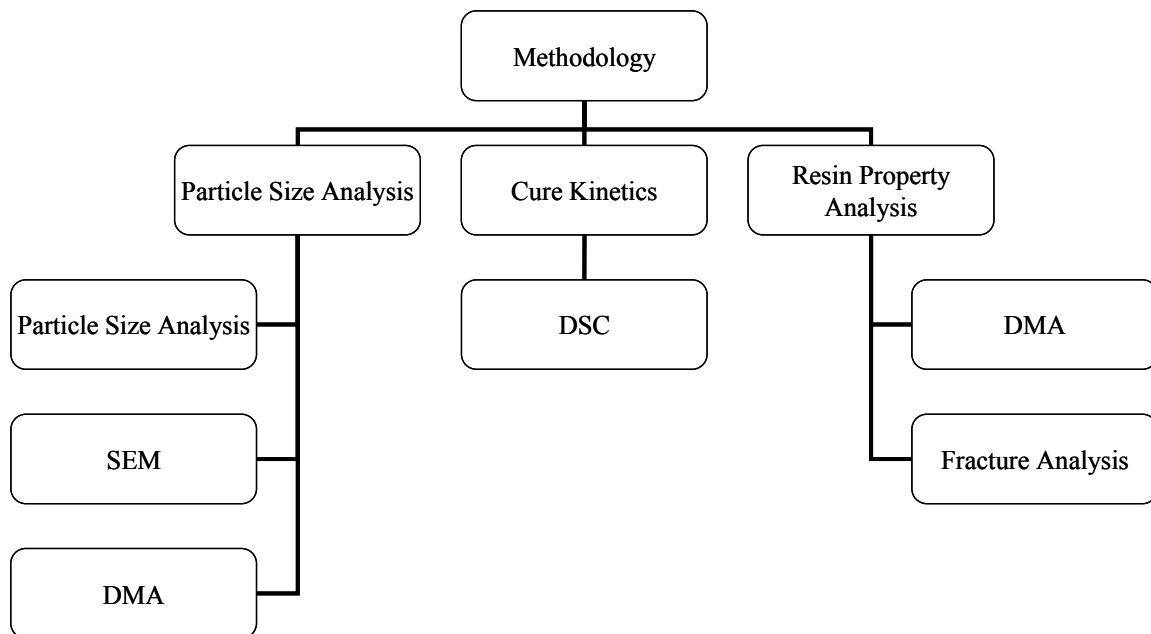 Methodology
Particle Size Analysis
Cure Kinetics
Resin Property
Analysis
Particle Size Analysis
DSC
DMA
SEM
Fracture Analysis
DMA